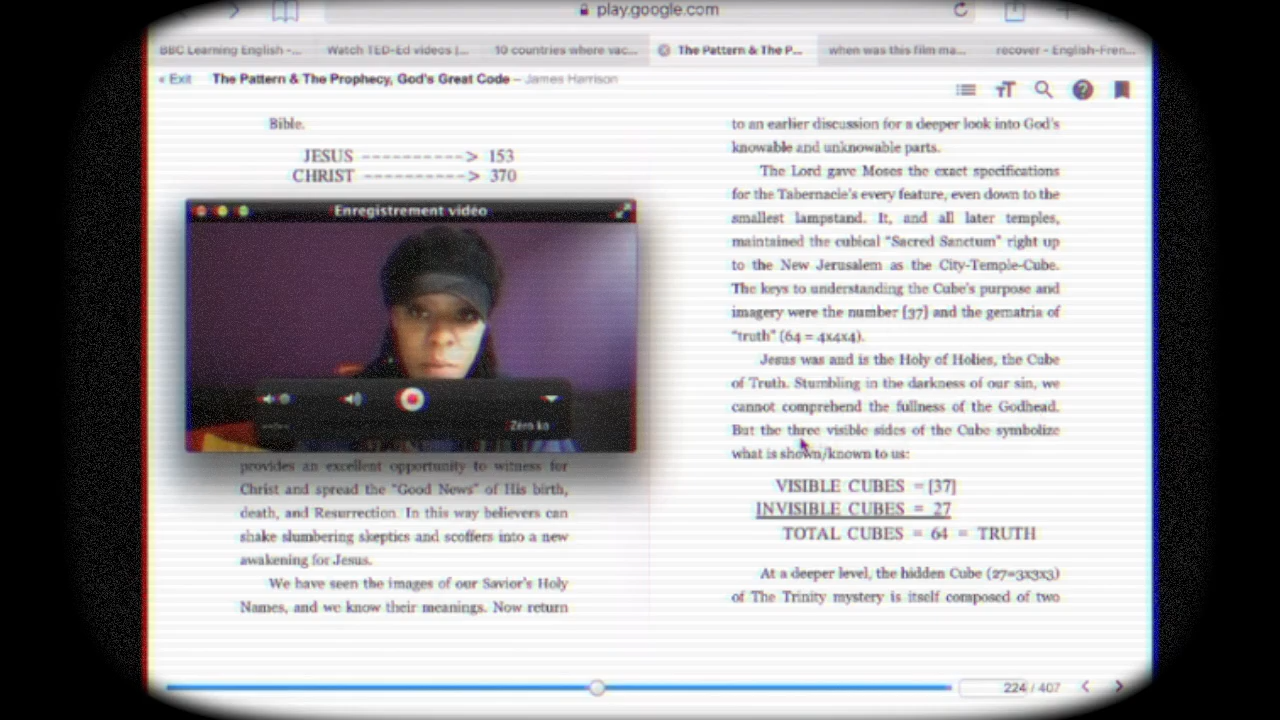 play.google.com
BBC Learning English -...
Watch TED-Ed videos |...
10 countries where vac...
The Pattern & The P...
when was this film ma...
recover - English-Fren...
« Exit
The Pattern & The Prophecy, God's Great Code – James Harrison
Bible.
JESUS ----------> 153
CHRIST ----------> 370
Enregistrement vidéo
Zéro ko
provides an excellent opportunity to witness for
Christ and spread the "Good News" of His birth,
death, and Resurrection. In this way believers can
shake slumbering skeptics and scoffers into a new
awakening for Jesus.
We have seen the images of our Savior's Holy
Names, and we know their meanings. Now return
to an earlier discussion for a deeper look into God's
knowable and unknowable parts.
The Lord gave Moses the exact specifications
for the Tabernacle's every feature, even down to the
smallest lampstand. It, and all later temples,
maintained the cubical "Sacred Sanctum" right up
to the New Jerusalem as the City-Temple-Cube.
The keys to understanding the Cube's purpose and
imagery were the number [37] and the gematria of
"truth" (64 = 4x4x4).
Jesus was and is the Holy of Holies, the Cube
of Truth. Stumbling in the darkness of our sin, we
cannot comprehend the fullness of the Godhead.
But the three visible sides of the Cube symbolize
what is shown/known to us:
VISIBLE CUBES = [37]
INVISIBLE CUBES = 27
TOTAL CUBES = 64 = TRUTH
At a deeper level, the hidden Cube (27=3x3x3)
of The Trinity mystery is itself composed of two
224 / 407